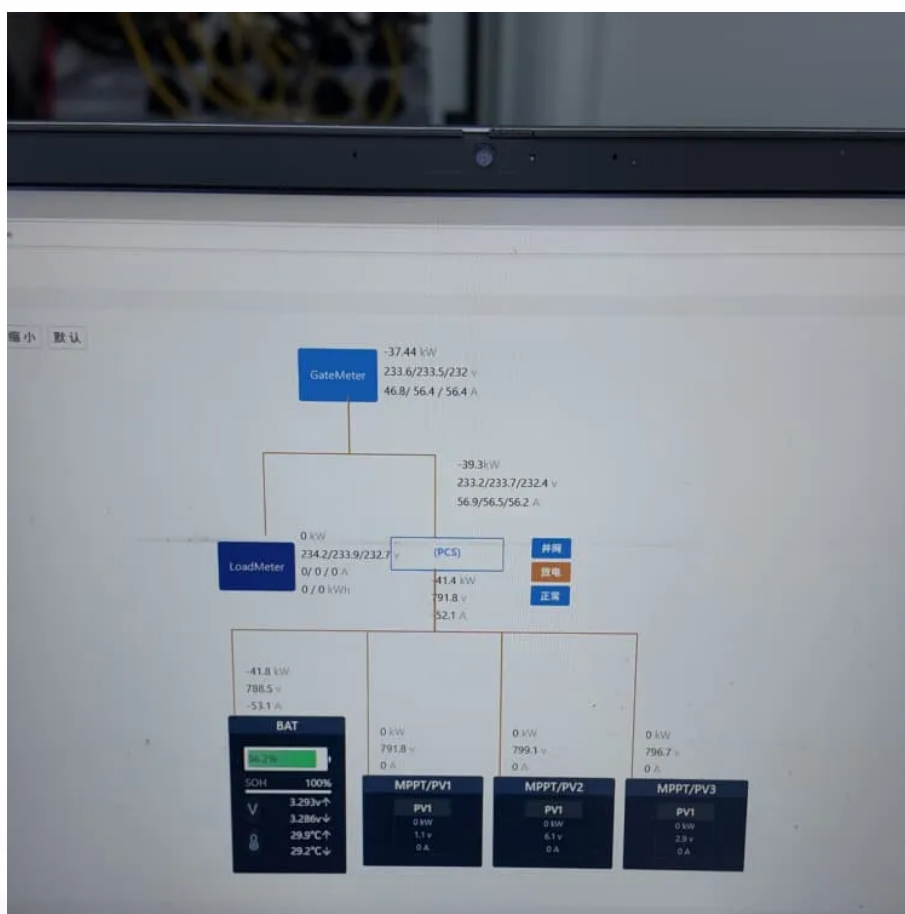 缩小 默认
-37.44 kW
GateMeter
233.6/233.5/232 v
46.8/ 56.4 / 56.4 A
-39.3kW
233.2/233.7/232.4 v
56.9/56.5/56.2 A
0 kW
234.2/233.9/232.7 v
LoadMeter
0/ 0 / 0 A
0 / 0 kWh
(PCS)
并网
放电
正常
-41.4 kW
791.8 v
-52.1 A
-41.8 kW
788.5 v
-53.1 A
BAT
86.2%
SOH 100%
V
3.293v↑
3.286v↓
29.9℃↑
29.2℃↓
0 kW
791.8 v
0 A
MPPT/PV1
PV1
0 kW
1.1 v
0 A
0 kW
799.1 v
0 A
MPPT/PV2
PV1
0 kW
6.1 v
0 A
0 kW
796.7 v
0 A
MPPT/PV3
PV1
0 kW
2.9 v
0 A